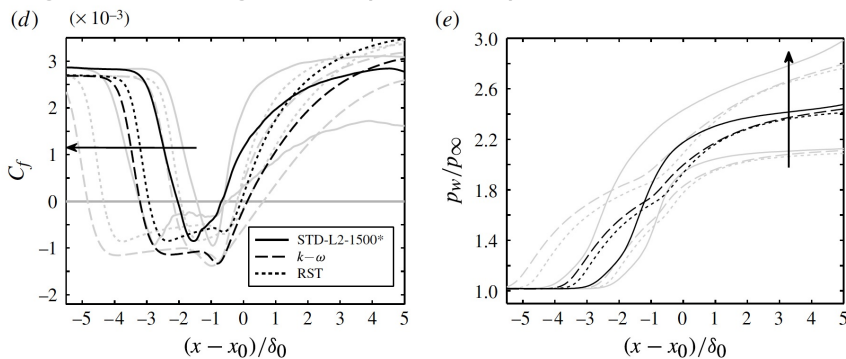 (d)
(× 10⁻³)
3
2
1
0
−1
−2
C_f
−5 −4 −3 −2 −1 0 1 2 3 4 5
(x − x₀)/δ₀
STD-L2-1500*
k−ω
RST
(e)
3.0
2.6
2.2
1.8
1.4
1.0
p_w/p_∞
−5 −4 −3 −2 −1 0 1 2 3 4 5
(x − x₀)/δ₀